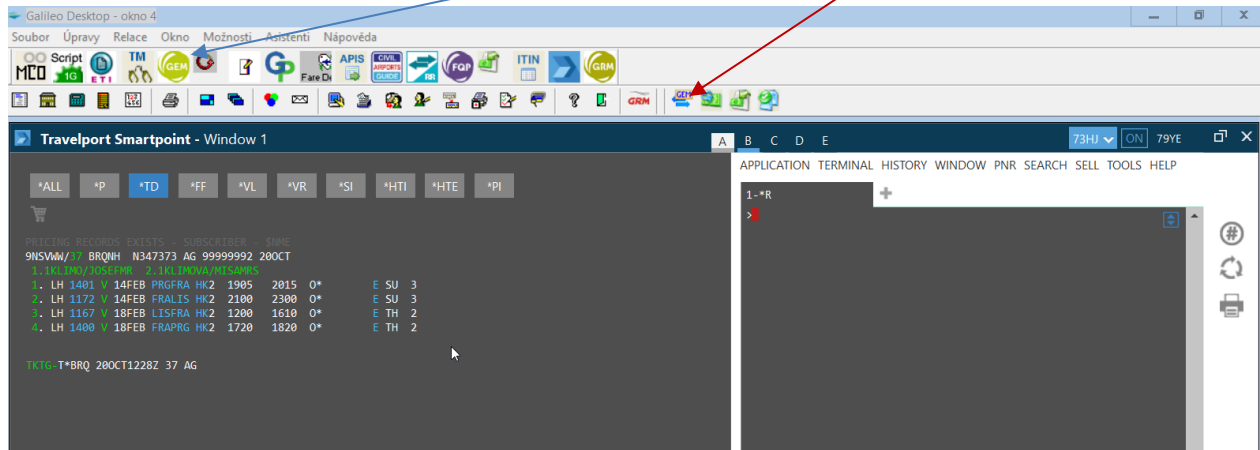 Galileo Desktop - okno 4
Soubor Úpravy Relace Okno Možnosti Asistenti Nápověda
MCO Script 1G ETI TM GEM GP Fare De APIS CIVIL AIRPORTS GUIDE RR FQP ITIN GRM
GRM GEM
Travelport Smartpoint - Window 1 A B C D E 73HJ ON 79YE
APPLICATION TERMINAL HISTORY WINDOW PNR SEARCH SELL TOOLS HELP
*ALL *P *TD *FF *VL *VR *SI *HTI *HTE *PI
1-*R
>
PRICING RECORDS EXISTS - SUBSCRIBER - $NME
9NSVWW/37 BRQNH N347373 AG 99999992 20OCT
1.1KLIMO/JOSEFMR 2.1KLIMOVA/MISAMRS
1. LH 1401 V 14FEB PRGFRA HK2 1905 2015 O* E SU 3
2. LH 1172 V 14FEB FRALIS HK2 2100 2300 O* E SU 3
3. LH 1167 V 18FEB LISFRA HK2 1200 1610 O* E TH 2
4. LH 1400 V 18FEB FRAPRG HK2 1720 1820 O* E TH 2
TKTG-T*BRQ 20OCT1228Z 37 AG